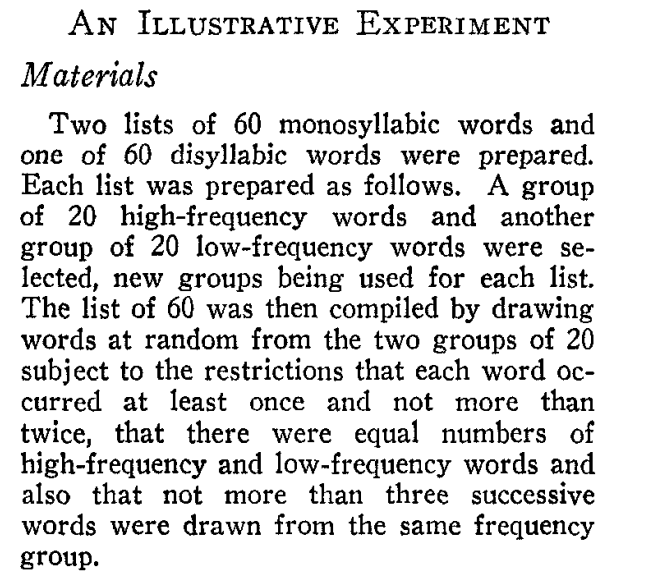 An Illustrative Experiment
Materials
Two lists of 60 monosyllabic words and
one of 60 disyllabic words were prepared.
Each list was prepared as follows. A group
of 20 high-frequency words and another
group of 20 low-frequency words were se-
lected, new groups being used for each list.
The list of 60 was then compiled by drawing
words at random from the two groups of 20
subject to the restrictions that each word oc-
curred at least once and not more than
twice, that there were equal numbers of
high-frequency and low-frequency words and
also that not more than three successive
words were drawn from the same frequency
group.